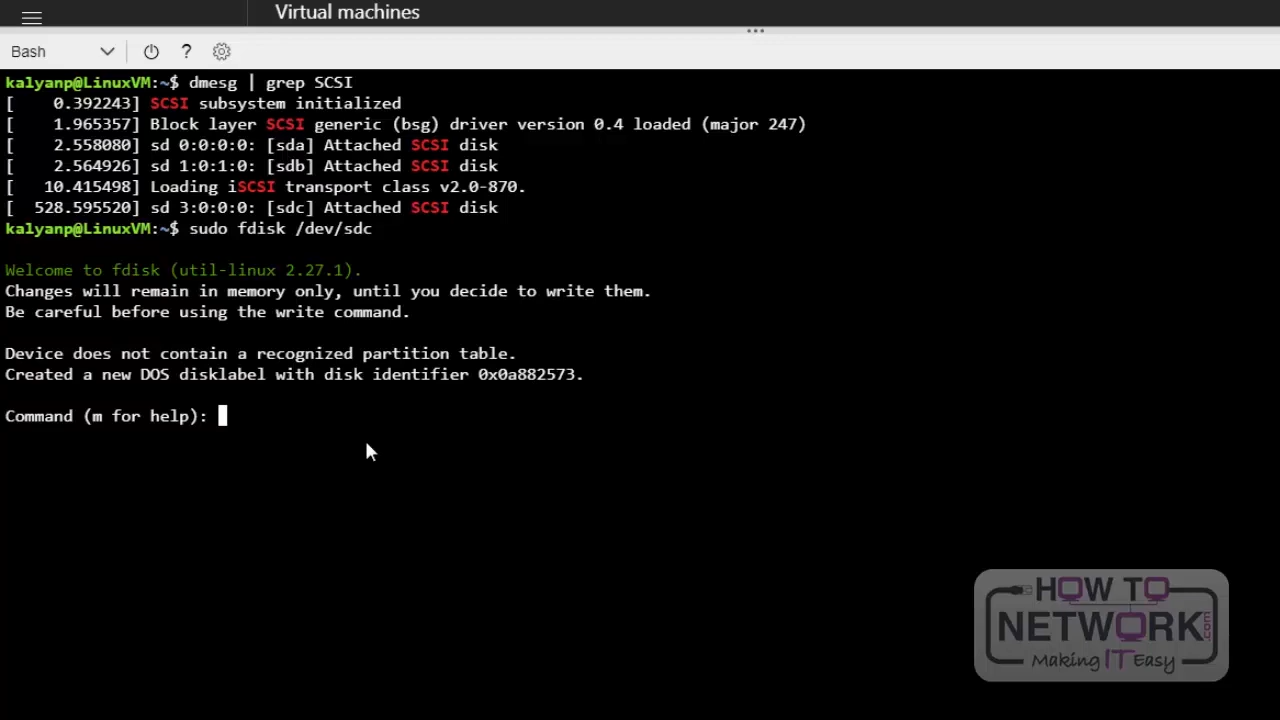 Virtual machines
Bash
?
kalyanp@LinuxVM:~$ dmesg | grep SCSI
[    0.392243] SCSI subsystem initialized
[    1.965357] Block layer SCSI generic (bsg) driver version 0.4 loaded (major 247)
[    2.558080] sd 0:0:0:0: [sda] Attached SCSI disk
[    2.564926] sd 1:0:1:0: [sdb] Attached SCSI disk
[   10.415498] Loading iSCSI transport class v2.0-870.
[  528.595520] sd 3:0:0:0: [sdc] Attached SCSI disk
kalyanp@LinuxVM:~$ sudo fdisk /dev/sdc
Welcome to fdisk (util-linux 2.27.1).
Changes will remain in memory only, until you decide to write them.
Be careful before using the write command.
Device does not contain a recognized partition table.
Created a new DOS disklabel with disk identifier 0x0a882573.
Command (m for help):
HOW TO
NETWORK.com
Making IT Easy